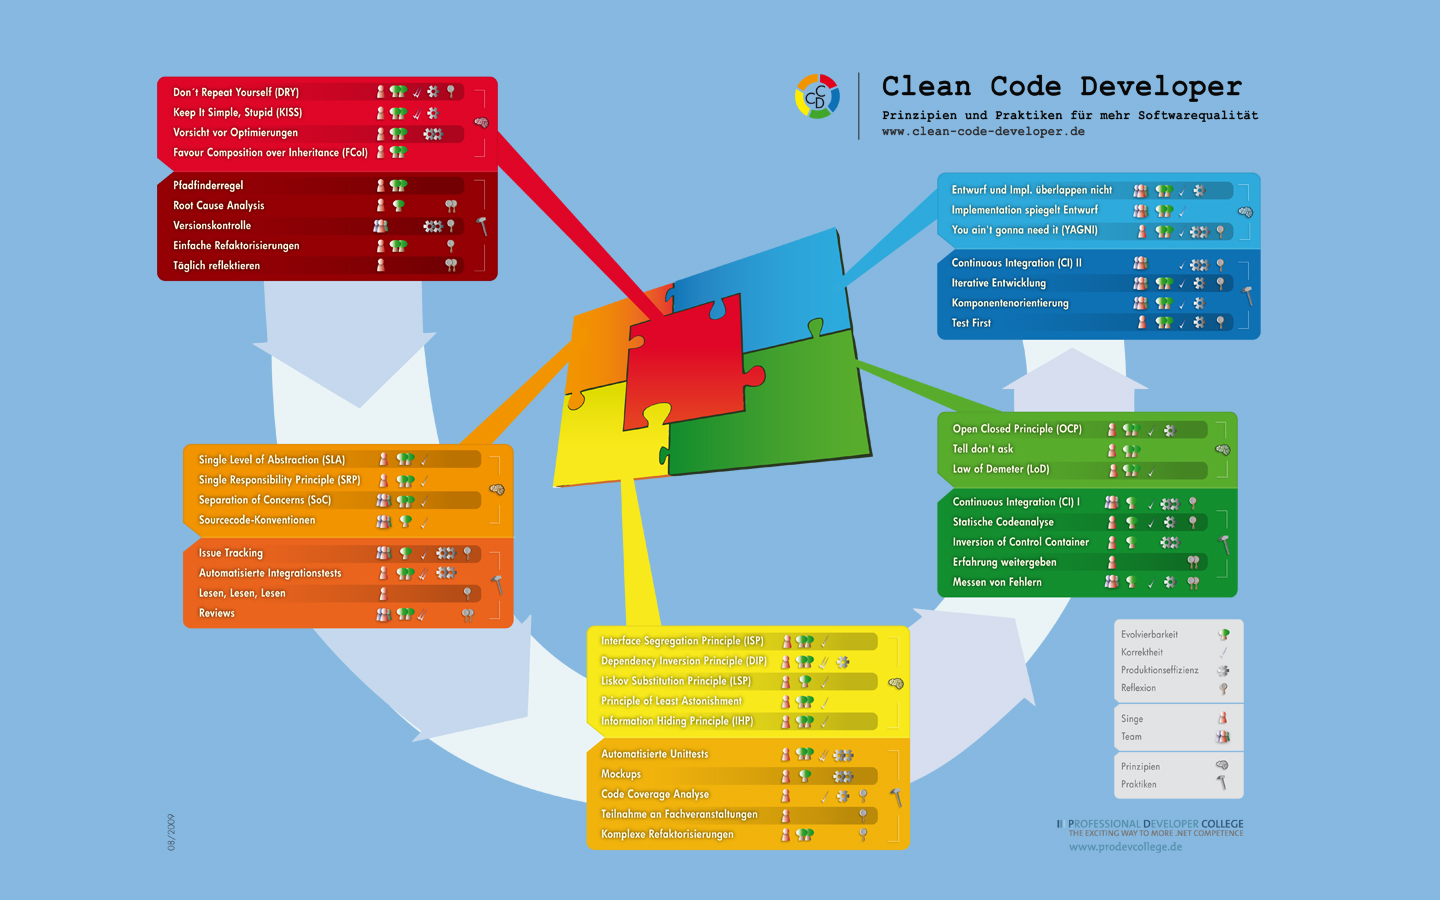 Clean Code Developer
Prinzipien und Praktiken für mehr Softwarequalität
www.clean-code-developer.de
CCD
Don´t Repeat Yourself (DRY)
Keep It Simple, Stupid (KISS)
Vorsicht vor Optimierungen
Favour Composition over Inheritance (FCoI)
Pfadfinderregel
Root Cause Analysis
Versionskontrolle
Einfache Refaktorisierungen
Täglich reflektieren
Single Level of Abstraction (SLA)
Single Responsibility Principle (SRP)
Separation of Concerns (SoC)
Sourcecode-Konventionen
Issue Tracking
Automatisierte Integrationstests
Lesen, Lesen, Lesen
Reviews
Interface Segregation Principle (ISP)
Dependency Inversion Principle (DIP)
Liskov Substitution Principle (LSP)
Principle of Least Astonishment
Information Hiding Principle (IHP)
Automatisierte Unittests
Mockups
Code Coverage Analyse
Teilnahme an Fachveranstaltungen
Komplexe Refaktorisierungen
Open Closed Principle (OCP)
Tell don't ask
Law of Demeter (LoD)
Continuous Integration (CI) I
Statische Codeanalyse
Inversion of Control Container
Erfahrung weitergeben
Messen von Fehlern
Entwurf und Impl. überlappen nicht
Implementation spiegelt Entwurf
You ain't gonna need it (YAGNI)
Continuous Integration (CI) II
Iterative Entwicklung
Komponentenorientierung
Test First
Evolvierbarkeit
Korrektheit
Produktionseffizienz
Reflexion
Singe
Team
Prinzipien
Praktiken
PROFESSIONAL DEVELOPER COLLEGE
THE EXCITING WAY TO MORE .NET COMPETENCE
www.prodevcollege.de
08/2009